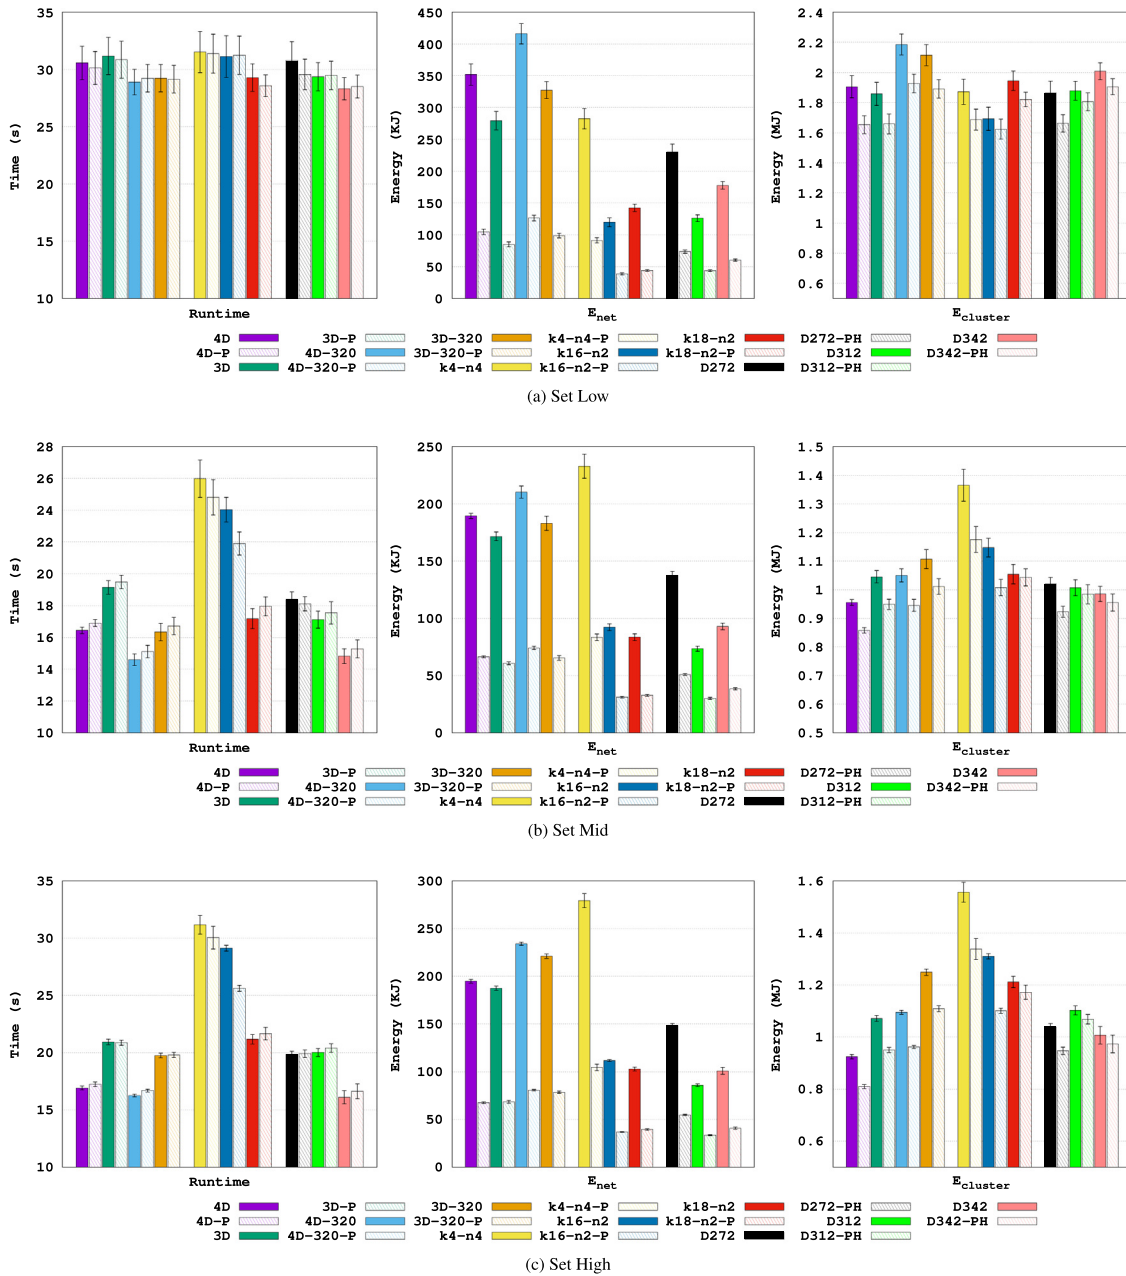 Time (s)
35
30
25
20
15
10
Runtime
Energy (KJ)
450
400
350
300
250
200
150
100
50
0
E_net
Energy (MJ)
2.4
2.2
2
1.8
1.6
1.4
1.2
1
0.8
0.6
E_cluster
4D 3D-P 3D-320 k4-n4-P k18-n2 D272-PH D342
4D-P 4D-320 3D-320-P k16-n2 k18-n2-P D312 D342-PH
3D 4D-320-P k4-n4 k16-n2-P D272 D312-PH
(a) Set Low
Time (s)
28
26
24
22
20
18
16
14
12
10
Runtime
Energy (KJ)
250
200
150
100
50
0
E_net
Energy (MJ)
1.5
1.4
1.3
1.2
1.1
1
0.9
0.8
0.7
0.6
0.5
E_cluster
4D 3D-P 3D-320 k4-n4-P k18-n2 D272-PH D342
4D-P 4D-320 3D-320-P k16-n2 k18-n2-P D312 D342-PH
3D 4D-320-P k4-n4 k16-n2-P D272 D312-PH
(b) Set Mid
Time (s)
35
30
25
20
15
10
Runtime
Energy (KJ)
300
250
200
150
100
50
0
E_net
Energy (MJ)
1.6
1.4
1.2
1
0.8
0.6
E_cluster
4D 3D-P 3D-320 k4-n4-P k18-n2 D272-PH D342
4D-P 4D-320 3D-320-P k16-n2 k18-n2-P D312 D342-PH
3D 4D-320-P k4-n4 k16-n2-P D272 D312-PH
(c) Set High